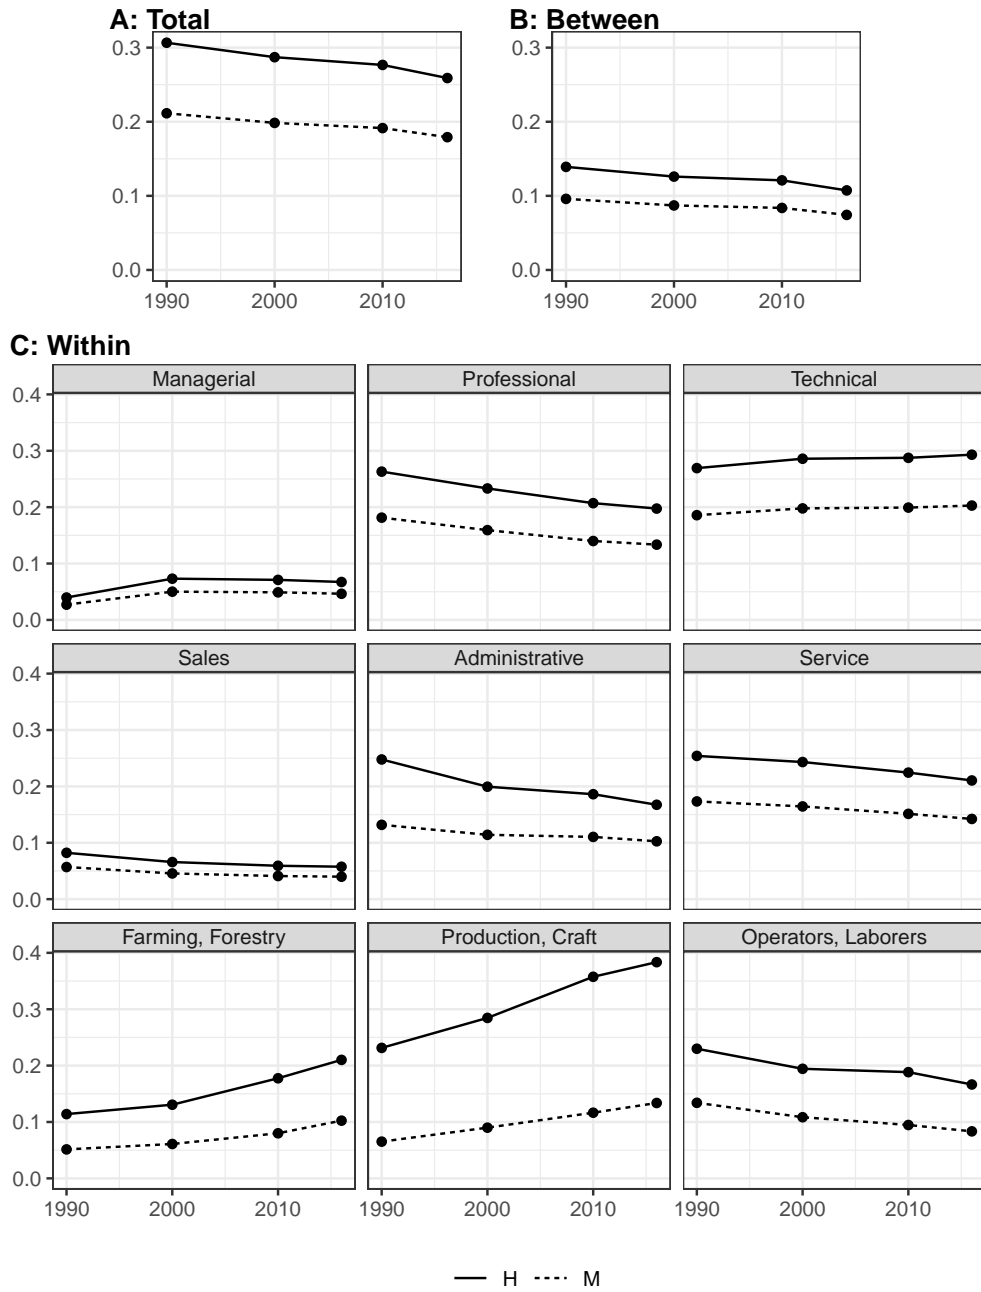 A: Total
B: Between
0.3
0.2
0.1
0.0
1990 2000 2010
0.3
0.2
0.1
0.0
1990 2000 2010
C: Within
Managerial Professional Technical
0.4
0.3
0.2
0.1
0.0
Sales Administrative Service
0.4
0.3
0.2
0.1
0.0
Farming, Forestry Production, Craft Operators, Laborers
0.4
0.3
0.2
0.1
0.0
1990 2000 2010 1990 2000 2010 1990 2000 2010
H M